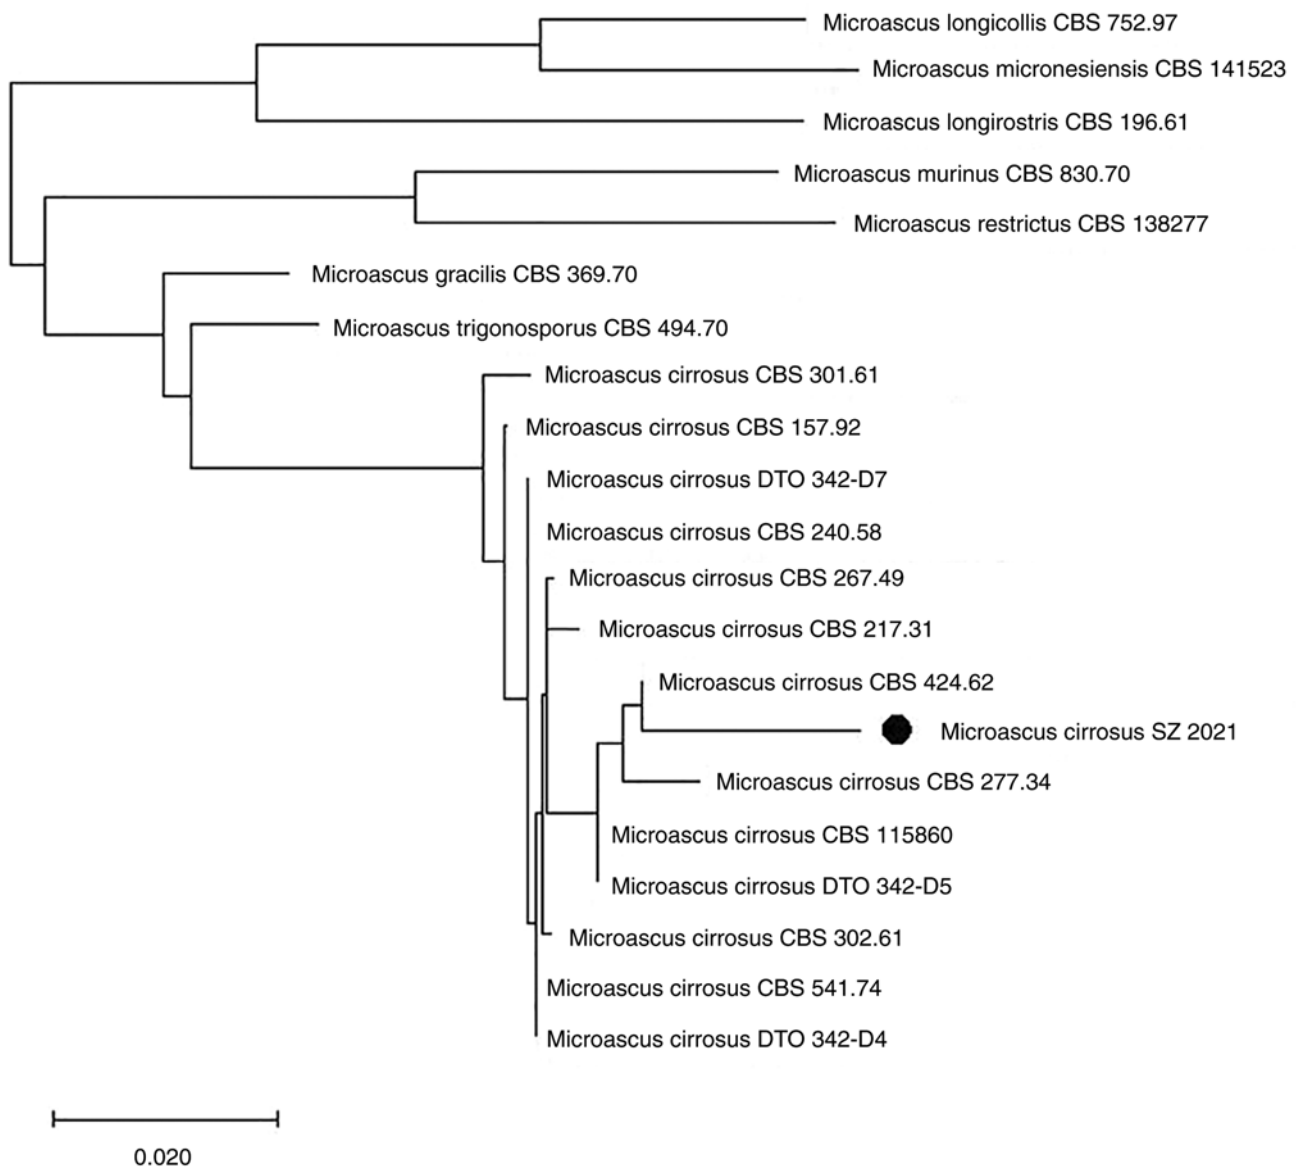 Microascus longicollis CBS 752.97
Microascus micronesiensis CBS 141523
Microascus longirostris CBS 196.61
Microascus murinus CBS 830.70
Microascus restrictus CBS 138277
Microascus gracilis CBS 369.70
Microascus trigonosporus CBS 494.70
Microascus cirrosus CBS 301.61
Microascus cirrosus CBS 157.92
Microascus cirrosus DTO 342-D7
Microascus cirrosus CBS 240.58
Microascus cirrosus CBS 267.49
Microascus cirrosus CBS 217.31
Microascus cirrosus CBS 424.62
Microascus cirrosus SZ 2021
Microascus cirrosus CBS 277.34
Microascus cirrosus CBS 115860
Microascus cirrosus DTO 342-D5
Microascus cirrosus CBS 302.61
Microascus cirrosus CBS 541.74
Microascus cirrosus DTO 342-D4
0.020